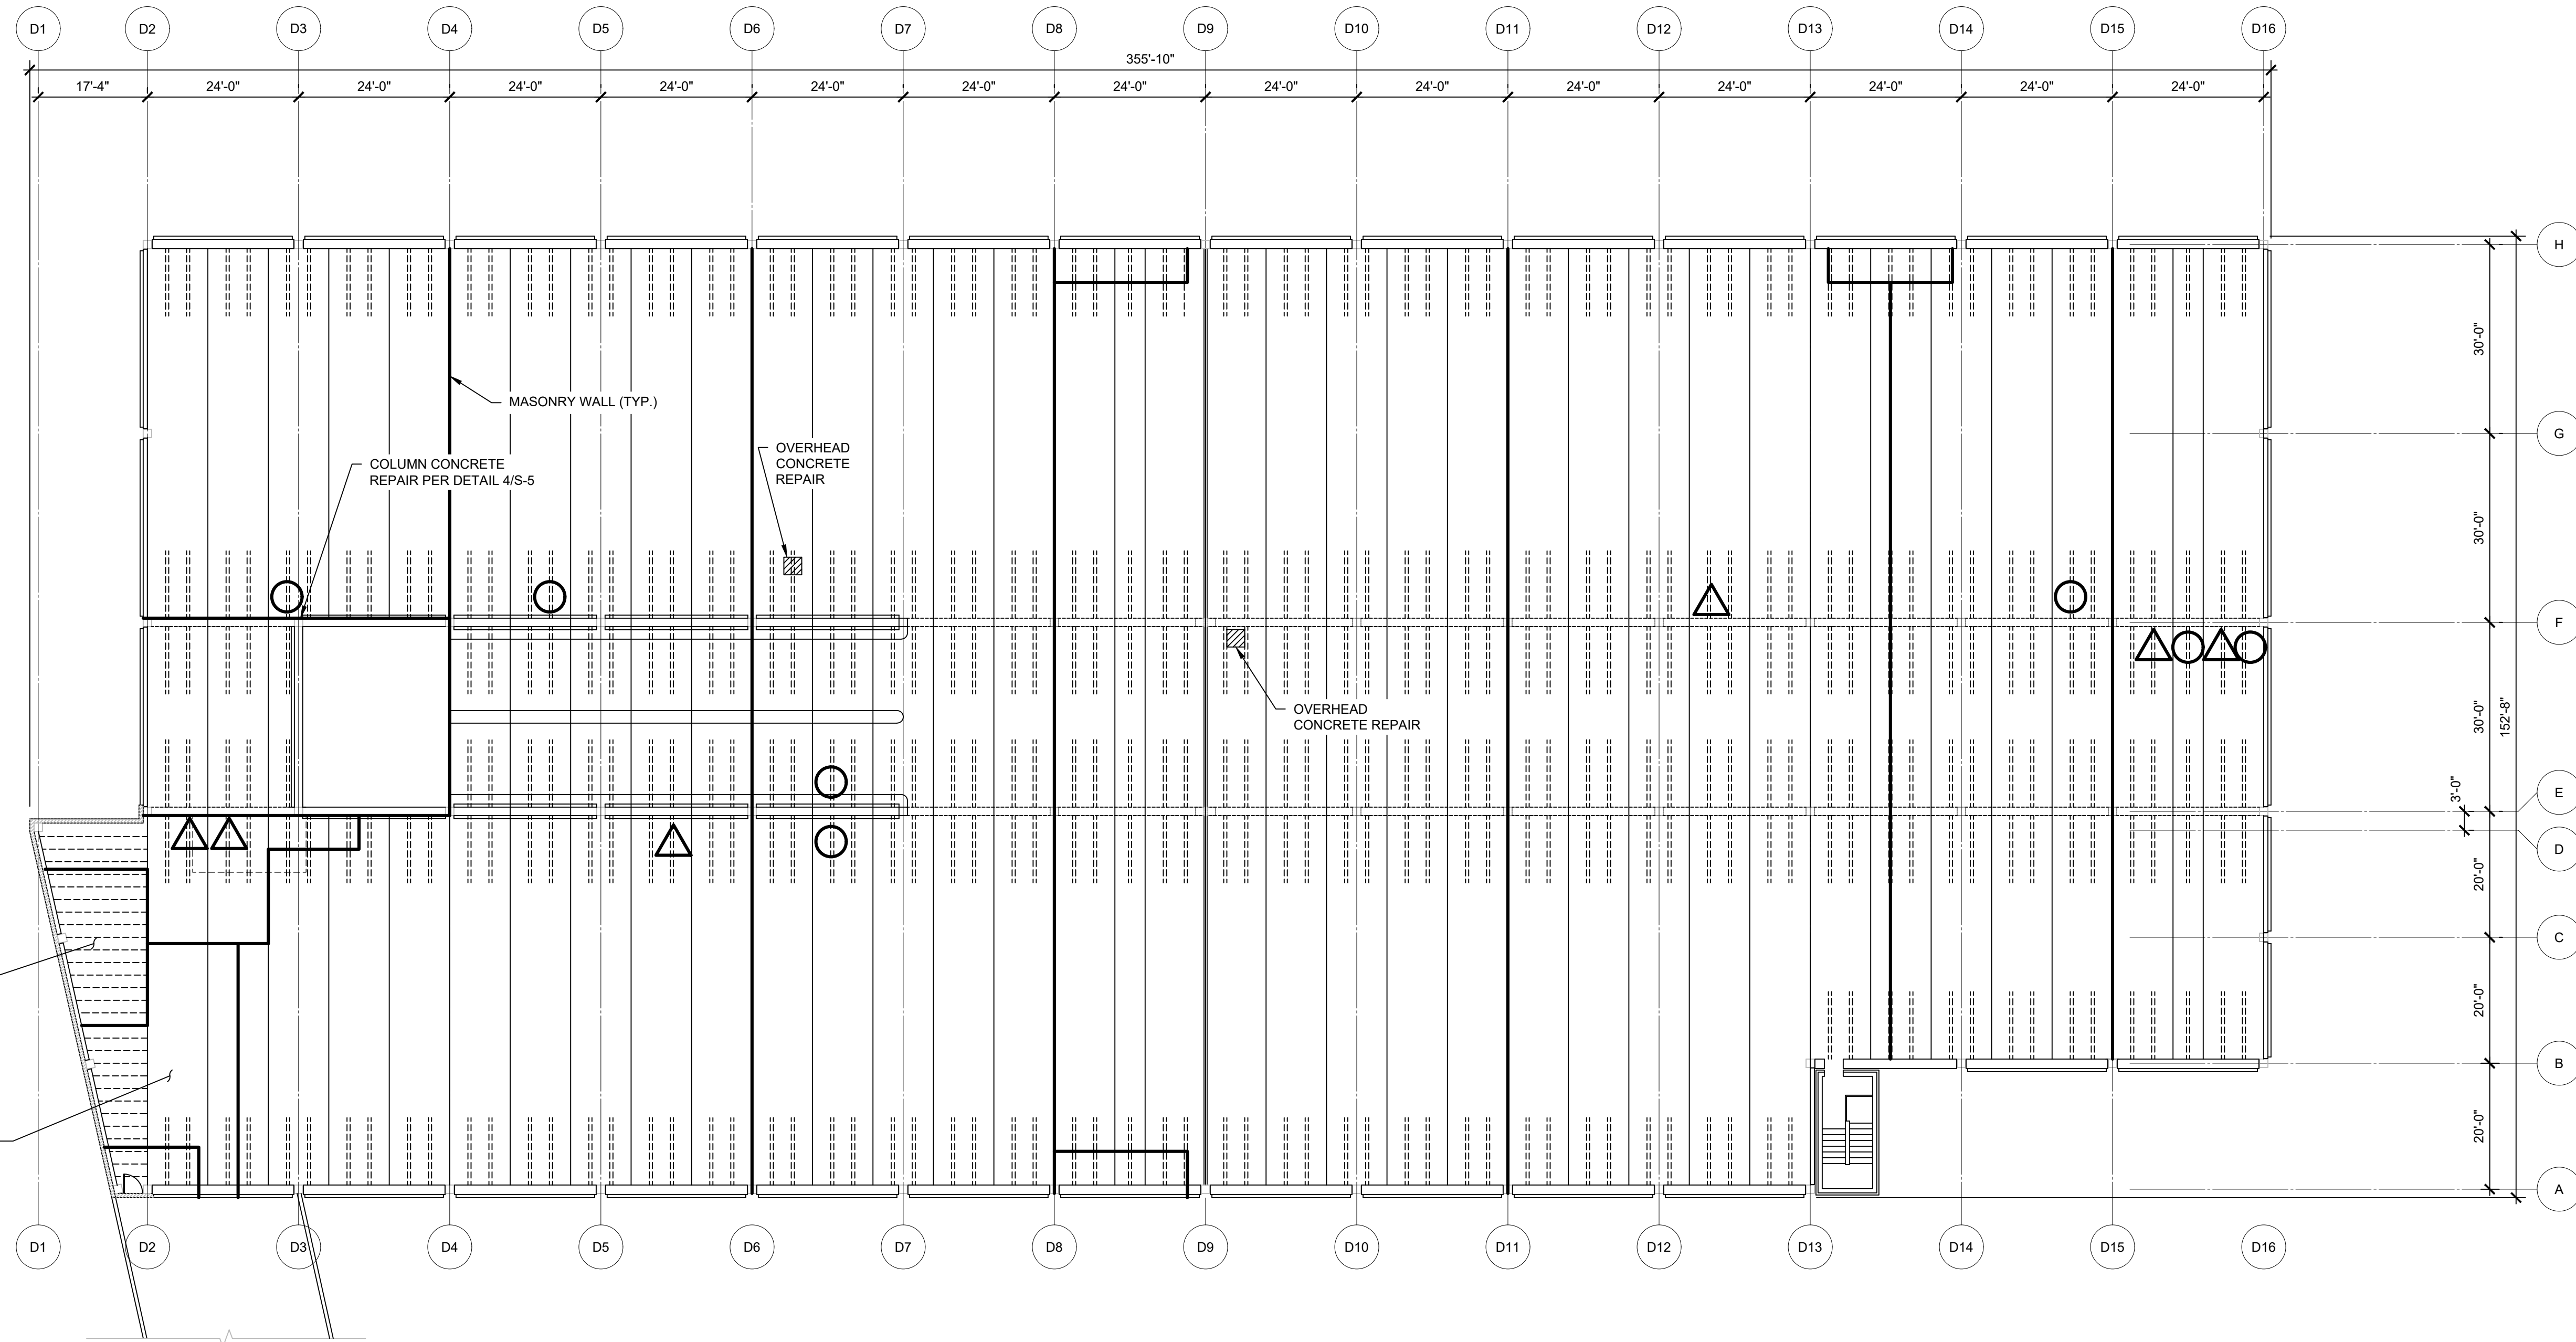 D1 D2 D3 D4 D5 D6 D7 D8 D9 D10 D11 D12 D13 D14 D15 D16
355'-10"
17'-4" 24'-0" 24'-0" 24'-0" 24'-0" 24'-0" 24'-0" 24'-0" 24'-0" 24'-0" 24'-0" 24'-0" 24'-0" 24'-0" 24'-0"
H
30'-0"
MASONRY WALL (TYP.)
G
OVERHEAD
CONCRETE
REPAIR
COLUMN CONCRETE
REPAIR PER DETAIL 4/S-5
30'-0"
F
OVERHEAD
CONCRETE REPAIR
30'-0"
152'-8"
3'-0"
E
D
20'-0"
C
20'-0"
B
20'-0"
A
D1 D2 D3 D4 D5 D6 D7 D8 D9 D10 D11 D12 D13 D14 D15 D16